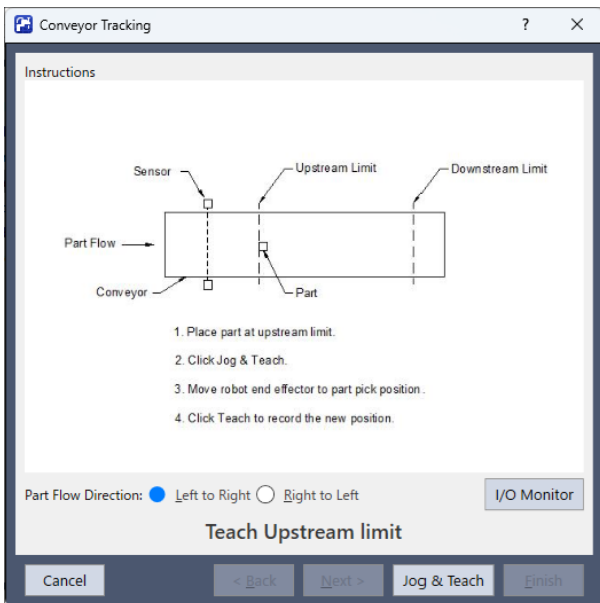 Conveyor Tracking
?
Instructions
Sensor
Upstream Limit
Downstream Limit
Part Flow
Conveyor
Part
1. Place part at upstream limit.
2. Click Jog & Teach.
3. Move robot end effector to part pick position.
4. Click Teach to record the new position.
Part Flow Direction: Left to Right Right to Left I/O Monitor
Teach Upstream limit
Cancel < Back Next > Jog & Teach Finish